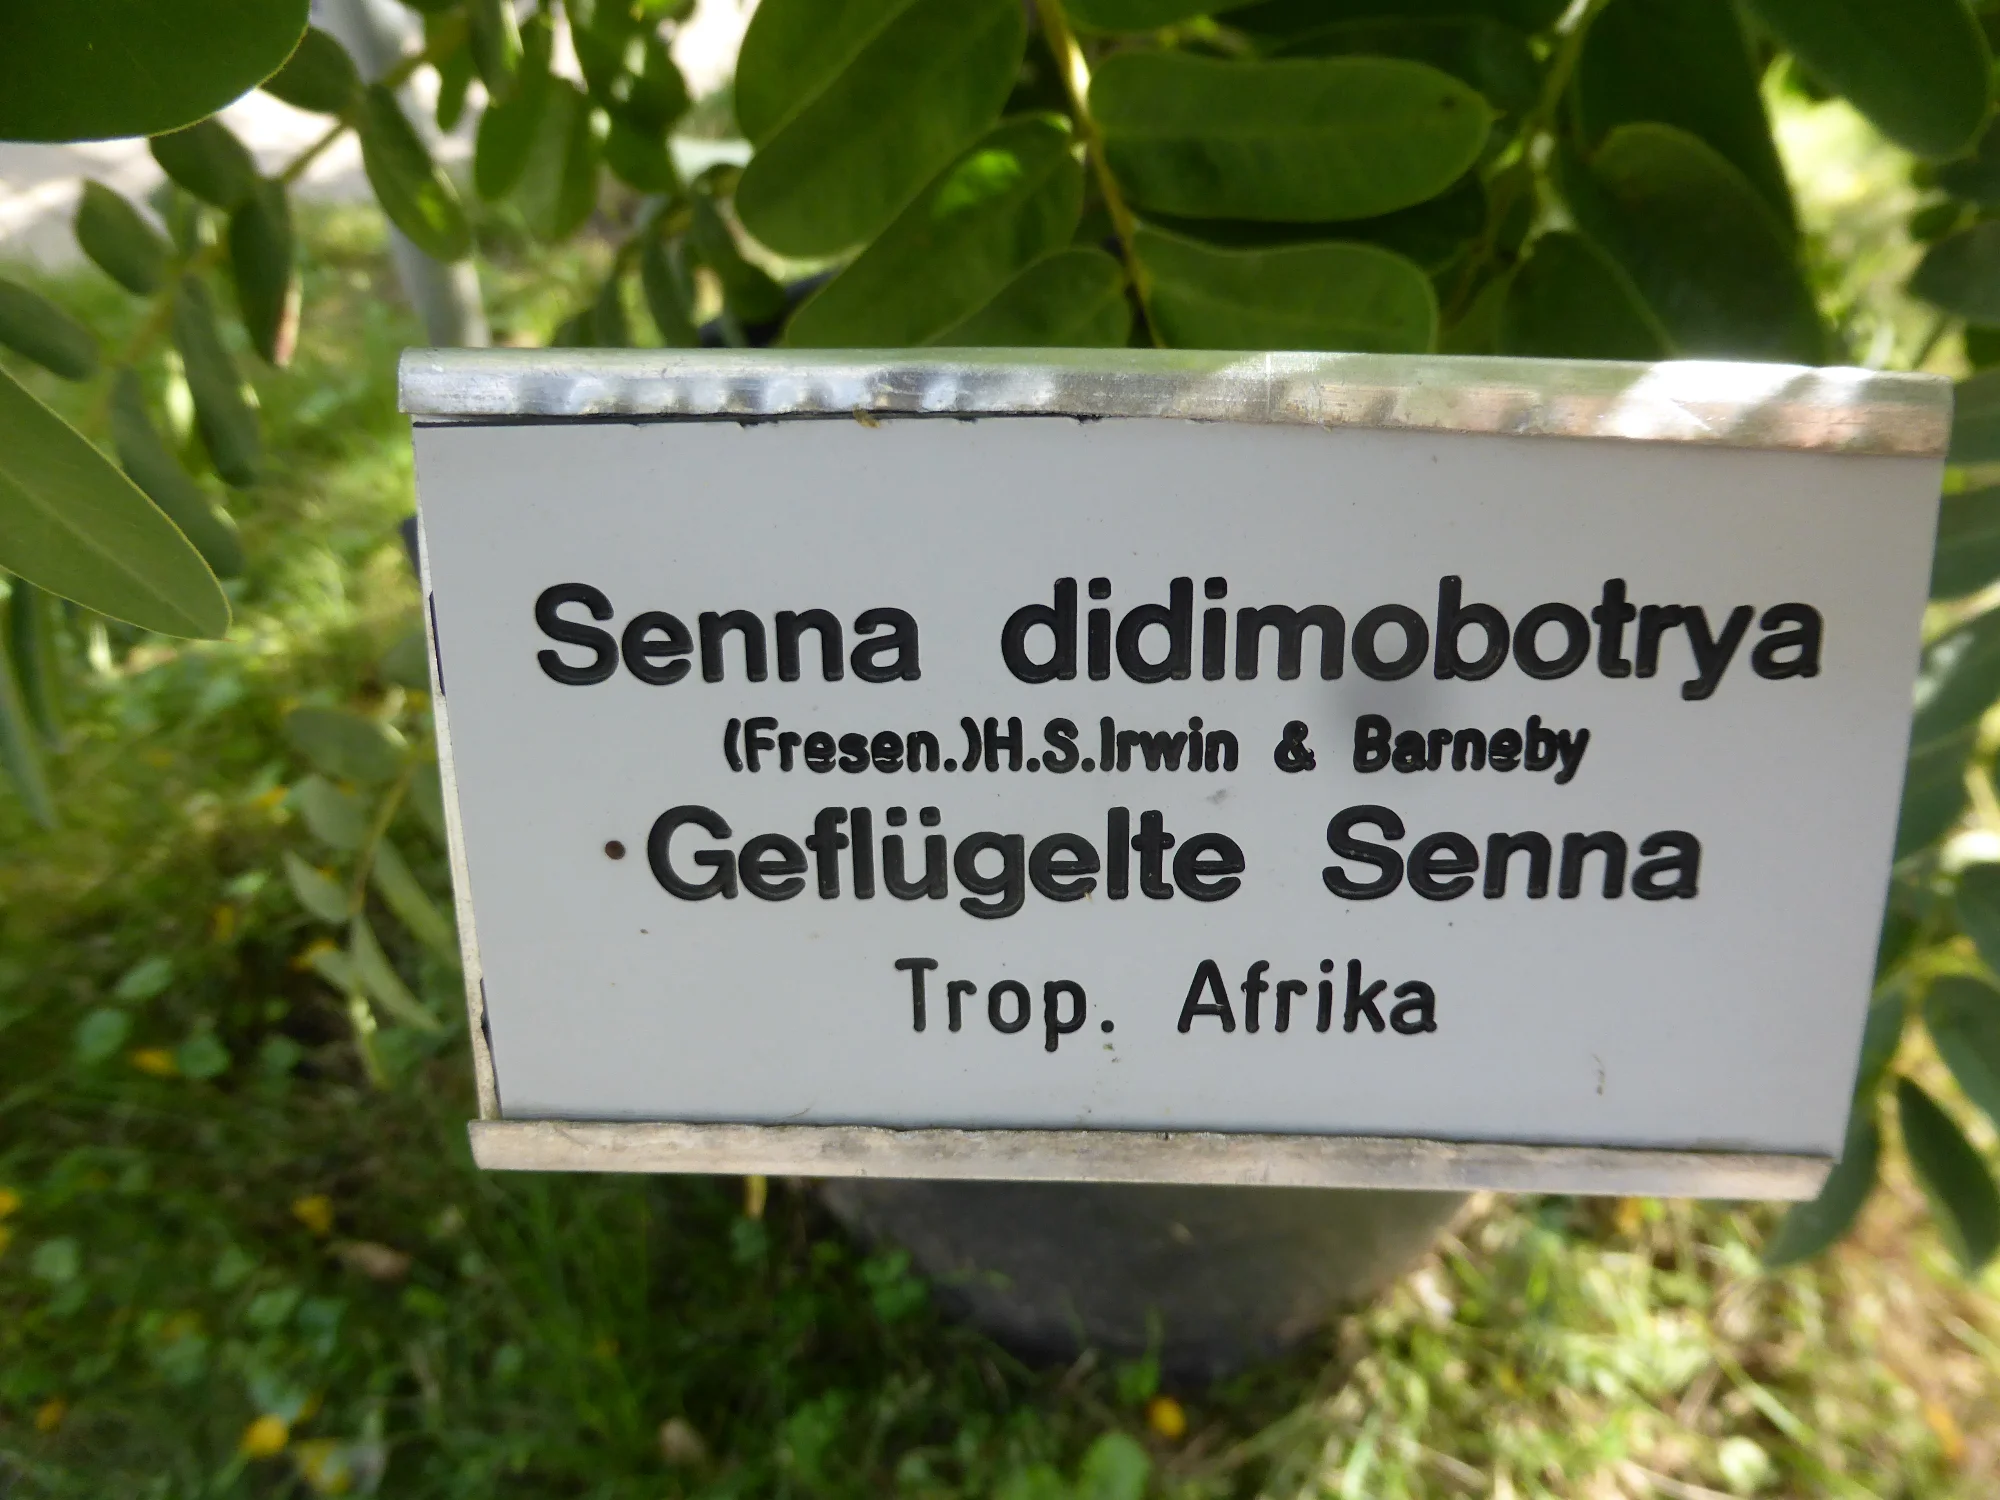 Senna didimobotrya
(Fresen.)H.S.Irwin & Barneby
Geflügelte Senna
Trop. Afrika